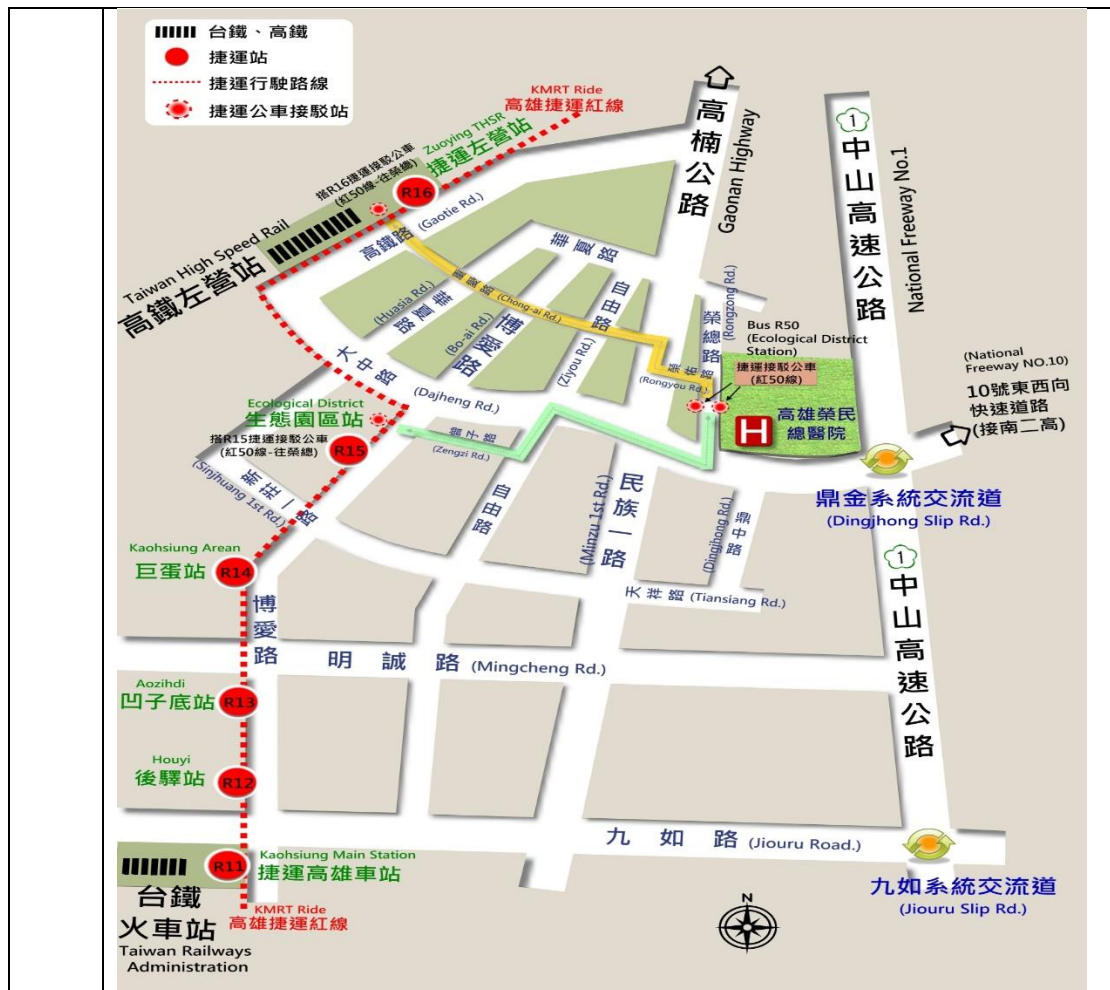 台鐵、高鐵
捷運站
捷運行駛路線
捷運公車接駁站
KMRT Ride
高雄捷運紅線
Zuoying THSR
捷運左營站
搭R16捷運接駁公車
(紅50線-往榮總)
R16
Taiwan High Speed Rail
高鐵左營站
高鐵路 (Gaotie Rd.)
高楠公路
Gaonan Highway
1
中山高速公路
National Freeway No.1
華夏路
華夏路
(Huasia Rd.)
崇愛路 (Chong-ai Rd.)
博愛路
(Bo-ai Rd.)
自由路
(Ziyou Rd.)
榮總路
(Rongzong Rd.)
榮佑路
(Rongyou Rd.)
Bus R50
(Ecological District
Station)
捷運接駁公車
(紅50線)
高雄榮民
總醫院
H
(National
Freeway NO.10)
10號東西向
快速道路
(接南二高)
大中路
(Dajheng Rd.)
Ecological District
生態園區站
搭R15捷運接駁公車
(紅50線-往榮總)
R15
曾子路
(Zengzi Rd.)
新莊一路
(Sinjhuang 1st Rd.)
自由路
民族一路
(Minzu 1st Rd.)
鼎中路
(Dingjhong Rd.)
鼎金系統交流道
(Dingjhong Slip Rd.)
Kaohsiung Arean
巨蛋站
R14
天祥路 (Tiansiang Rd.)
1
中山高速公路
博愛路
明誠路 (Mingcheng Rd.)
Aozihdi
凹子底站
R13
Houyi
後驛站
R12
九如路 (Jiouru Road.)
R11
Kaohsiung Main Station
捷運高雄車站
九如系統交流道
(Jiouru Slip Rd.)
台鐵
火車站
Taiwan Railways
Administration
KMRT Ride
高雄捷運紅線
N